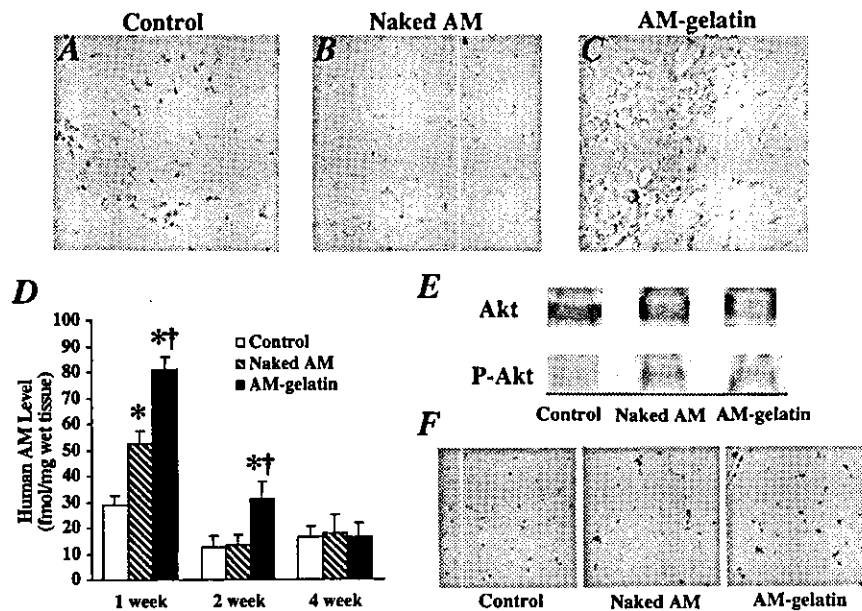 Control
Naked AM
AM-gelatin
A
B
C
D
Human AM Level
(fmol/mg wet tissue)
100
90
80
70
60
50
40
30
20
10
0
*
*†
*†
Control
Naked AM
AM-gelatin
1 week
2 week
4 week
E
Akt
P-Akt
Control
Naked AM
AM-gelatin
F
Control
Naked AM
AM-gelatin